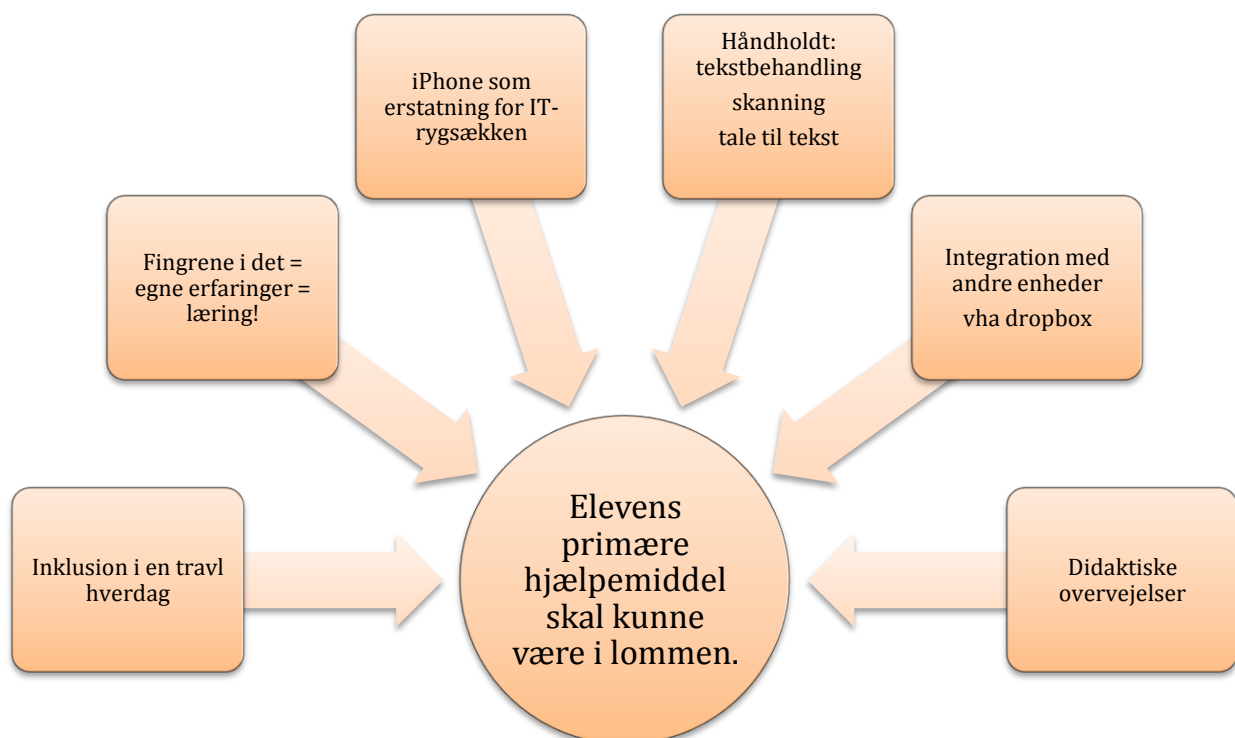 iPhone som
erstatning for IT-
rygsækken
Håndholdt:
tekstbehandling
skanning
tale til tekst
Fingrene i det =
egne erfaringer =
læring!
Integration med
andre enheder
vha dropbox
Inklusion i en travl
hverdag
Elevens
primære
hjælpemiddel
skal kunne
være i lommen.
Didaktiske
overvejelser